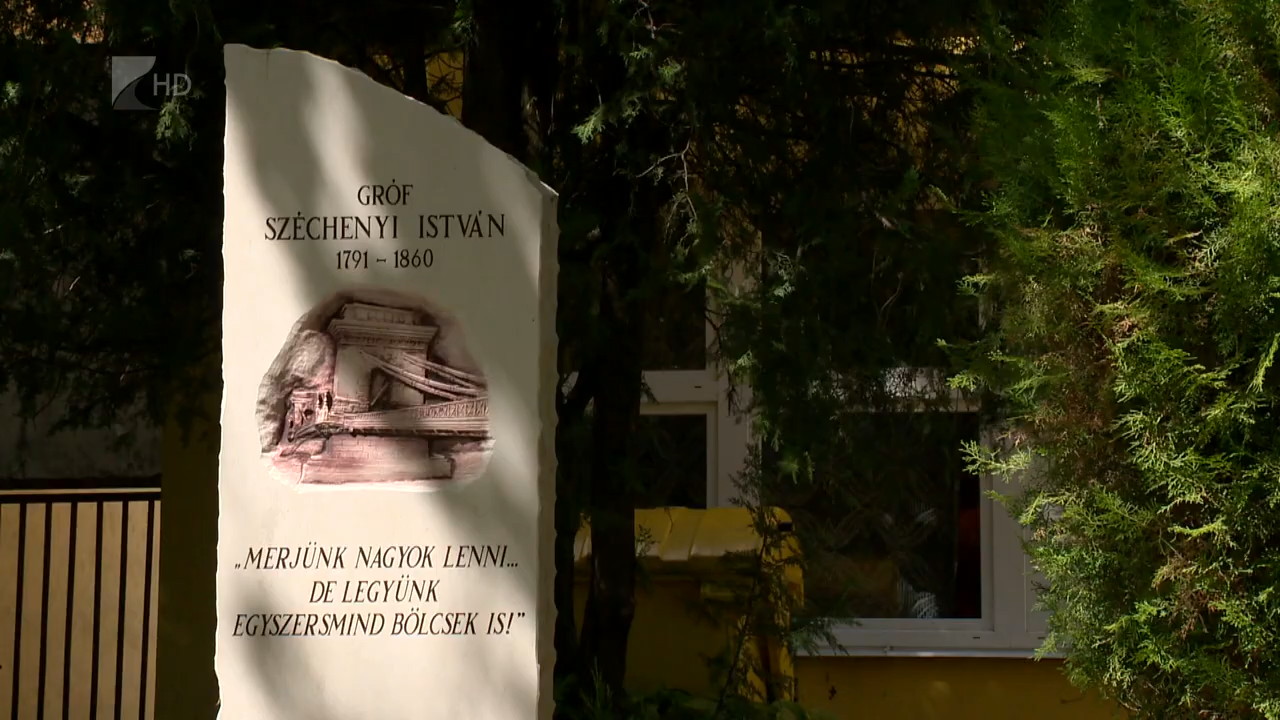 HD
GRÓF
SZÉCHENYI ISTVÁN
1791 – 1860
„MERJÜNK NAGYOK LENNI...
DE LEGYÜNK
EGYSZERSMIND BÖLCSEK IS!”